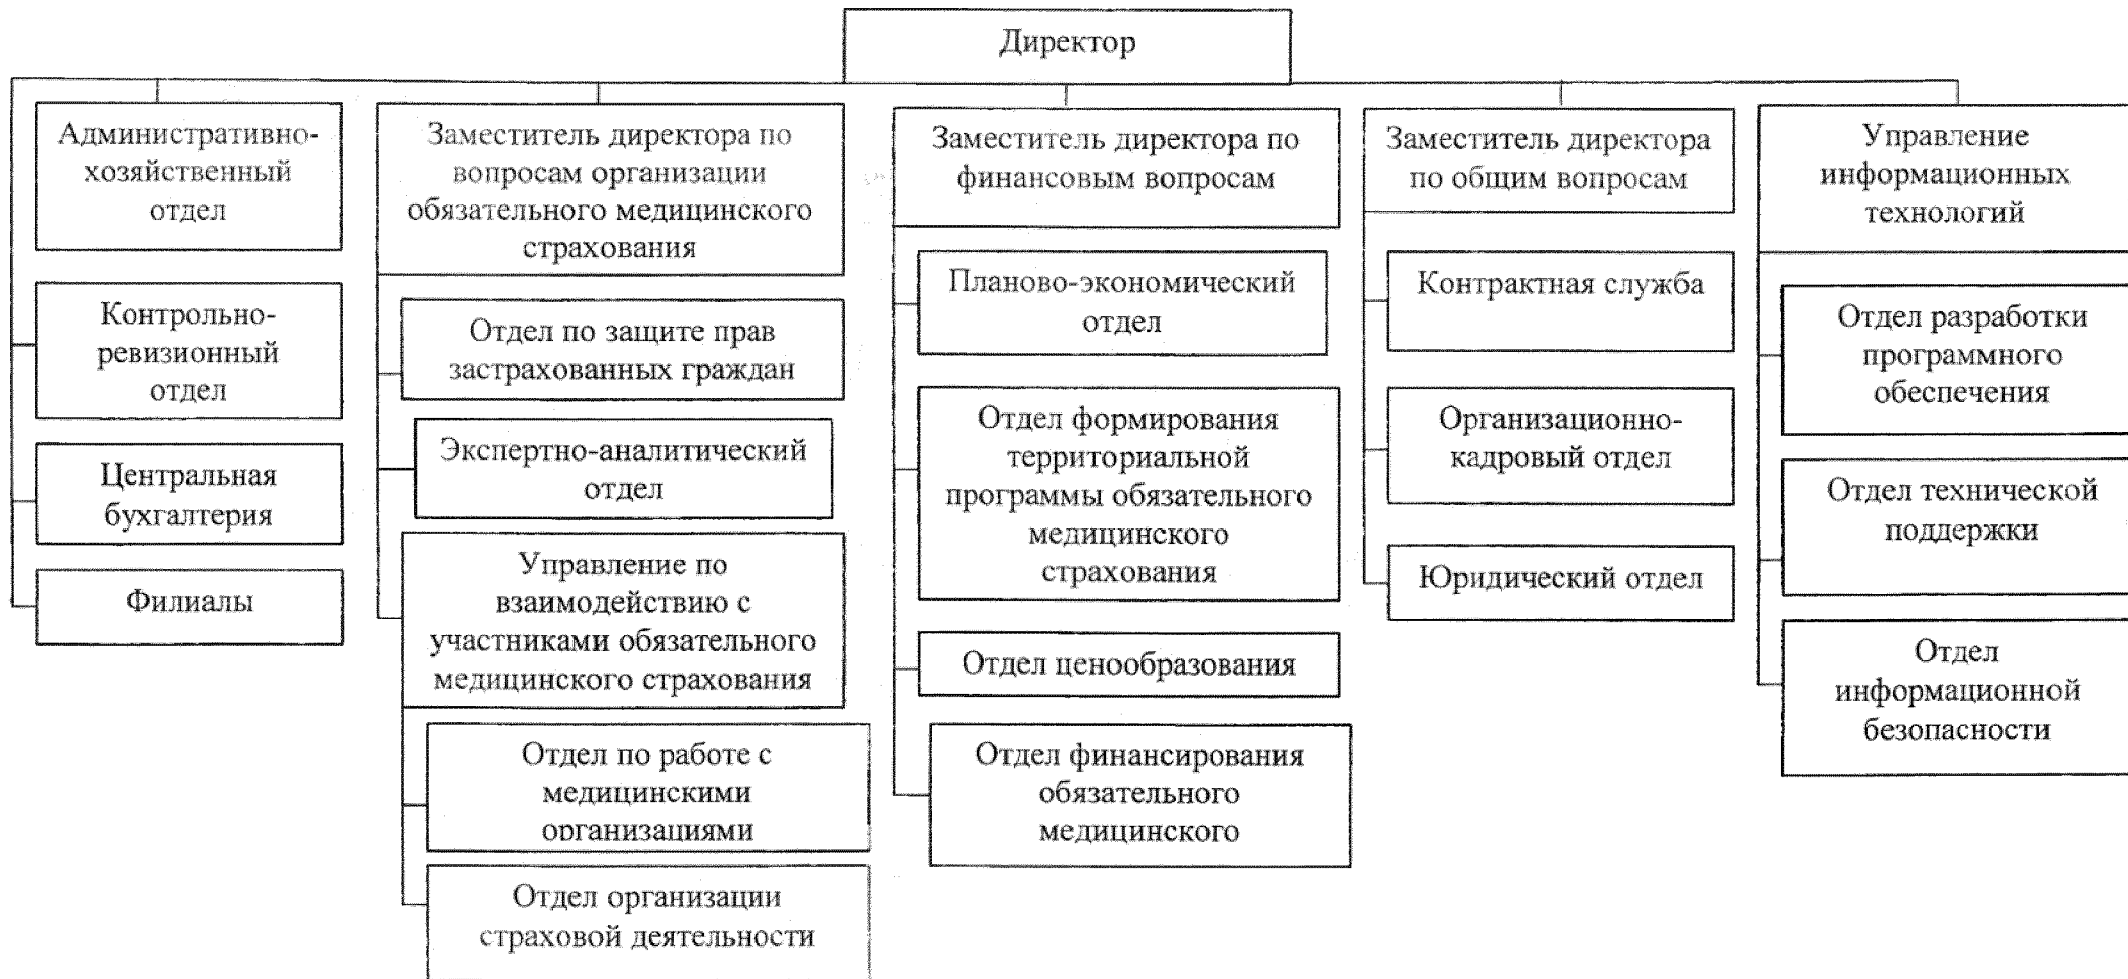 Директор
Административно-
хозяйственный
отдел
Контрольно-
ревизионный
отдел
Центральная
бухгалтерия
Филиалы
Заместитель директора по
вопросам организации
обязательного медицинского
страхования
Отдел по защите прав
застрахованных граждан
Экспертно-аналитический
отдел
Управление по
взаимодействию с
участниками обязательного
медицинского страхования
Отдел по работе с
медицинскими
организациями
Отдел организации
страховой деятельности
Заместитель директора по
финансовым вопросам
Планово-экономический
отдел
Отдел формирования
территориальной
программы обязательного
медицинского
страхования
Отдел ценообразования
Отдел финансирования
обязательного
медицинского
Заместитель директора
по общим вопросам
Контрактная служба
Организационно-
кадровый отдел
Юридический отдел
Управление
информационных
технологий
Отдел разработки
программного
обеспечения
Отдел технической
поддержки
Отдел
информационной
безопасности